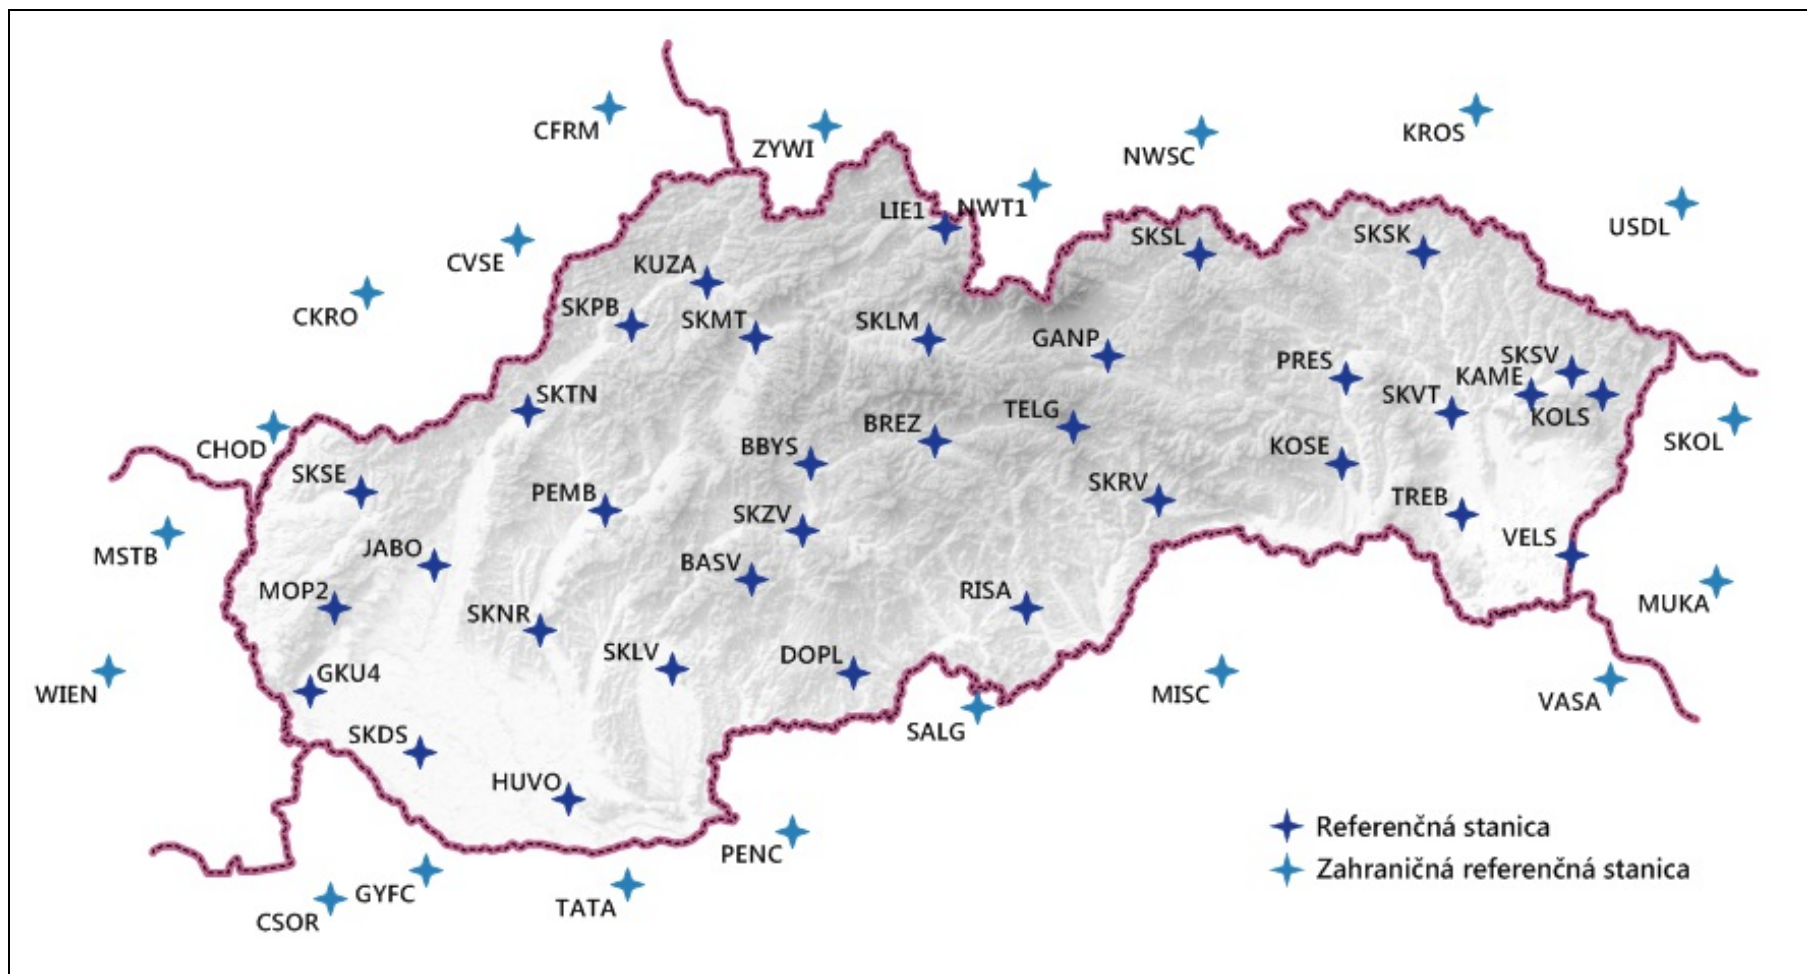 CFRM
ZYWI
KROS
NWSC
LIE1
NWT1
USDL
SKSL
SKSK
CVSE
KUZA
CKRO
SKPB
SKMT
SKLM
GANP
PRES
SKSV
KAME
SKTN
SKVT
KOLS
BREZ
TELG
SKOL
CHOD
BBYS
KOSE
SKSE
PEMB
SKRV
TREB
SKZV
VELS
MSTB
JABO
BASV
MOP2
RISA
MUKA
SKNR
SKLV
DOPL
GKU4
WIEN
MISC
VASA
SKDS
SALG
HUVO
Referenčná stanica
PENC
Zahraničná referenčná stanica
GYFC
TATA
CSOR